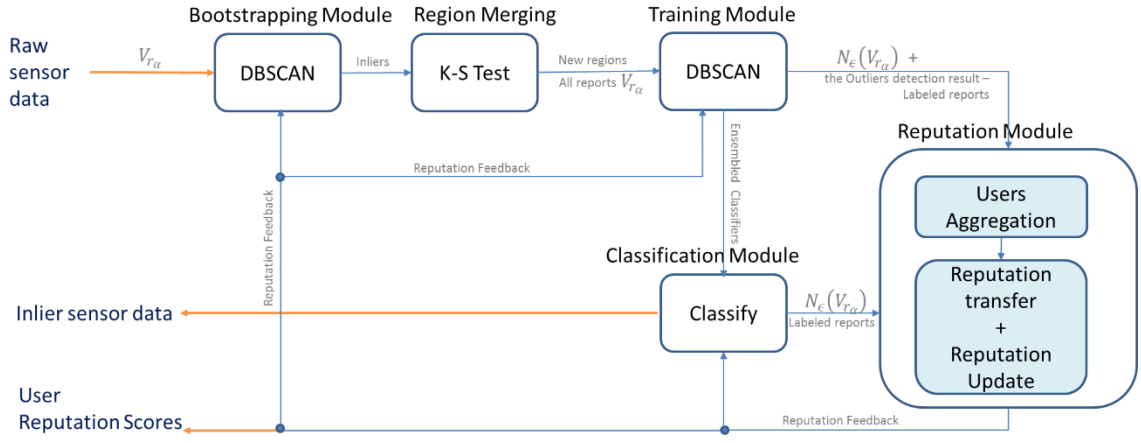 Bootstrapping Module
Region Merging
Training Module
Raw
sensor
data
V_{r_α}
DBSCAN
Inliers
K-S Test
New regions
All reports V_{r_α}
DBSCAN
N_ϵ(V_{r_α}) +
the Outliers detection result –
Labeled reports
Reputation Module
Ensembled Classifiers
Reputation Feedback
Reputation Feedback
Users
Aggregation
Classification Module
Reputation
transfer
+
Reputation
Update
Inlier sensor data
Classify
N_ϵ(V_{r_α})
Labeled reports
User
Reputation Scores
Reputation Feedback